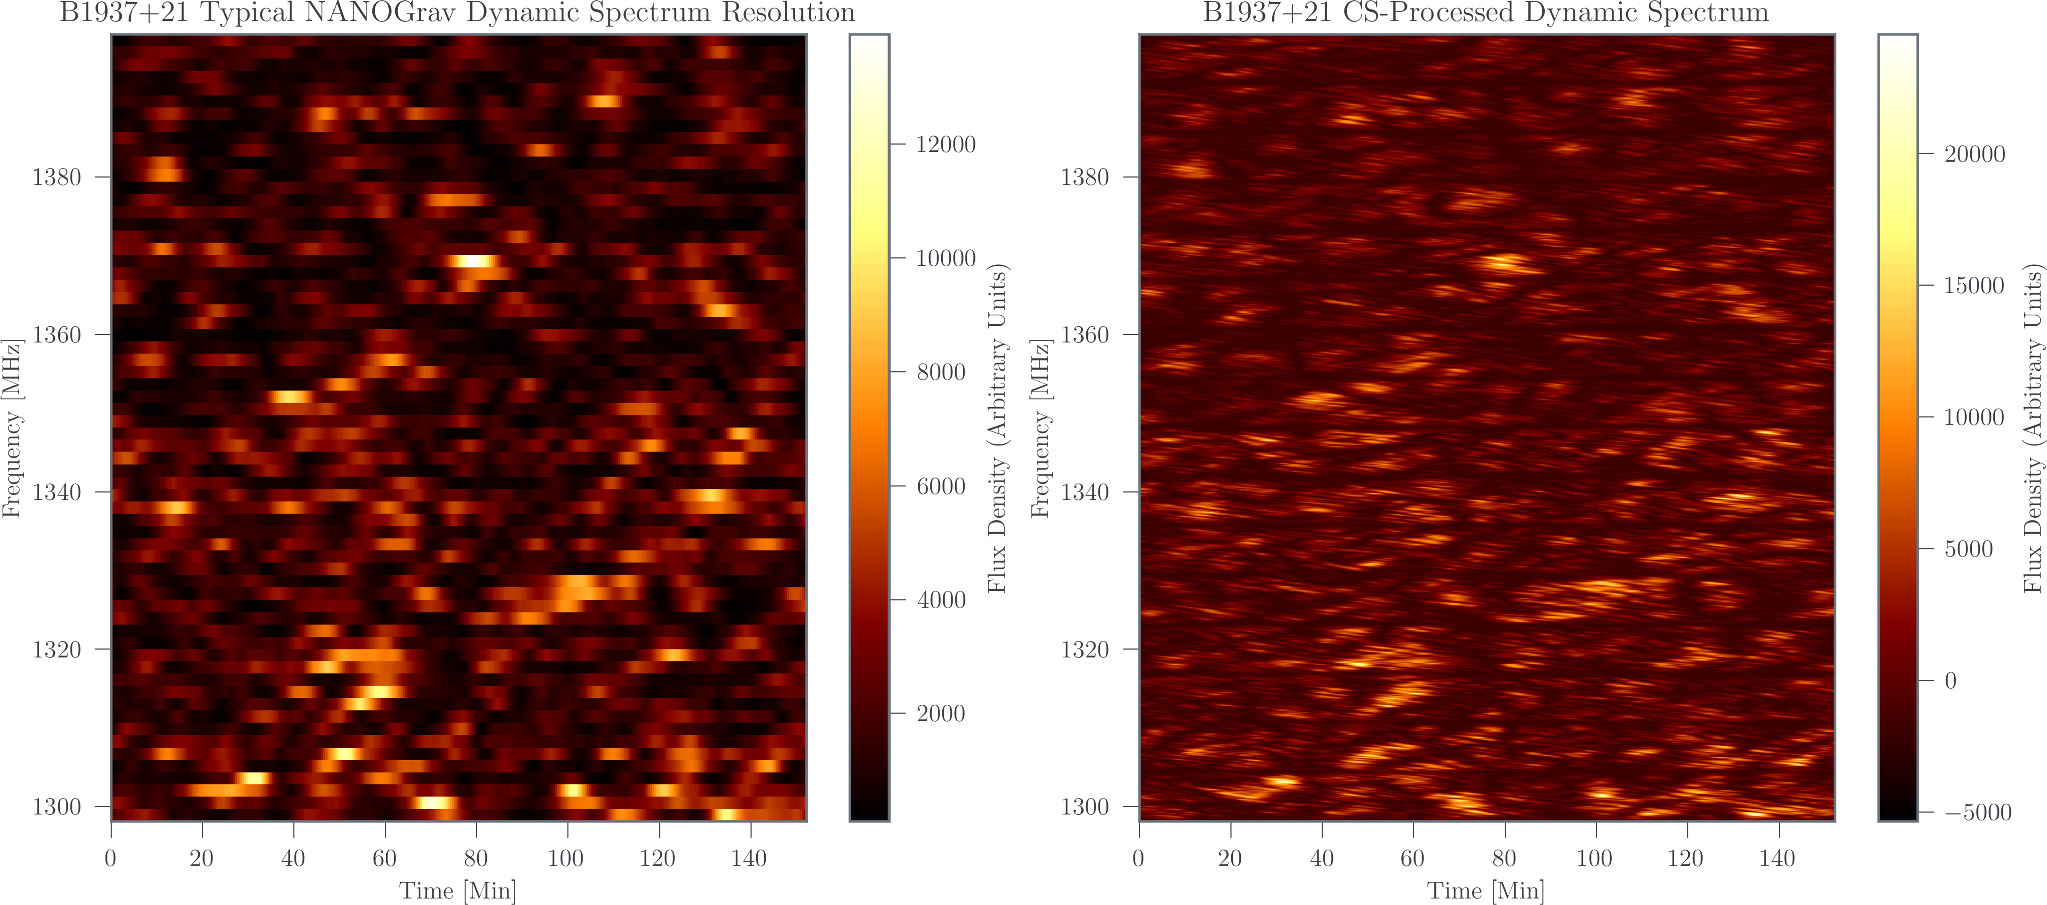 B1937+21 Typical NANOGrav Dynamic Spectrum Resolution
1380
1360
1340
1320
1300
Frequency [MHz]
0 20 40 60 80 100 120 140
Time [Min]
12000
10000
8000
6000
4000
2000
Flux Density (Arbitrary Units)
B1937+21 CS-Processed Dynamic Spectrum
1380
1360
1340
1320
1300
Frequency [MHz]
0 20 40 60 80 100 120 140
Time [Min]
20000
15000
10000
5000
0
−5000
Flux Density (Arbitrary Units)